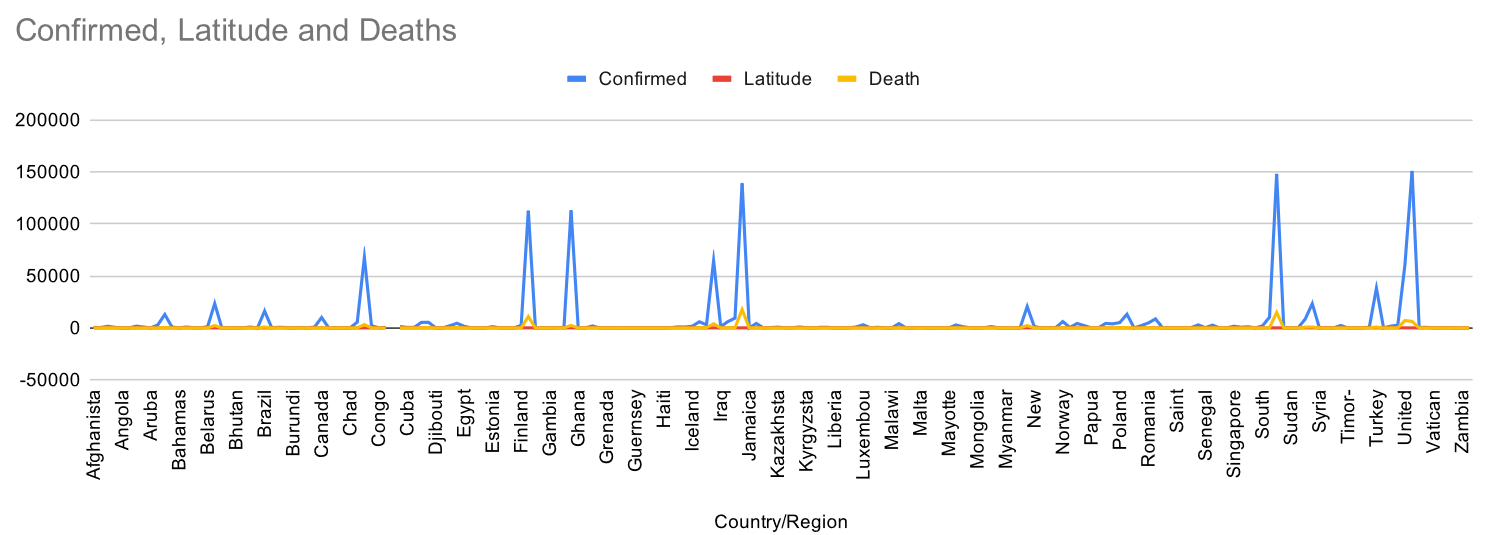 Confirmed, Latitude and Deaths
Confirmed Latitude Death
200000
150000
100000
50000
0
-50000
Afghanista
Angola
Aruba
Bahamas
Belarus
Bhutan
Brazil
Burundi
Canada
Chad
Congo
Cuba
Djibouti
Egypt
Estonia
Finland
Gambia
Ghana
Grenada
Guernsey
Haiti
Iceland
Iraq
Jamaica
Kazakhsta
Kyrgyzsta
Liberia
Luxembou
Malawi
Malta
Mayotte
Mongolia
Myanmar
New
Norway
Papua
Poland
Romania
Saint
Senegal
Singapore
South
Sudan
Syria
Timor-
Turkey
United
Vatican
Zambia
Country/Region